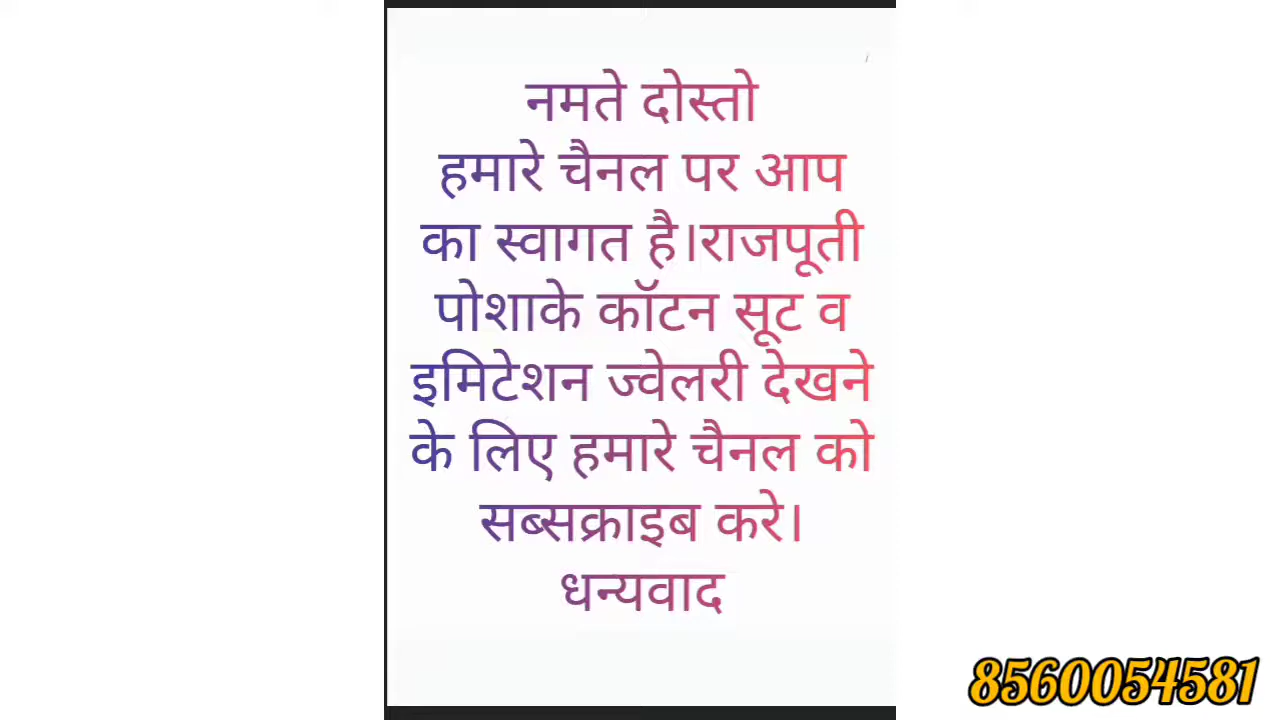 नमते दोस्तो
हमारे चैनल पर आप
का स्वागत है।राजपूती
पोशाके कॉटन सूट व
इमिटेशन ज्वेलरी देखने
के लिए हमारे चैनल को
सब्सक्राइब करे।
धन्यवाद
8560054581